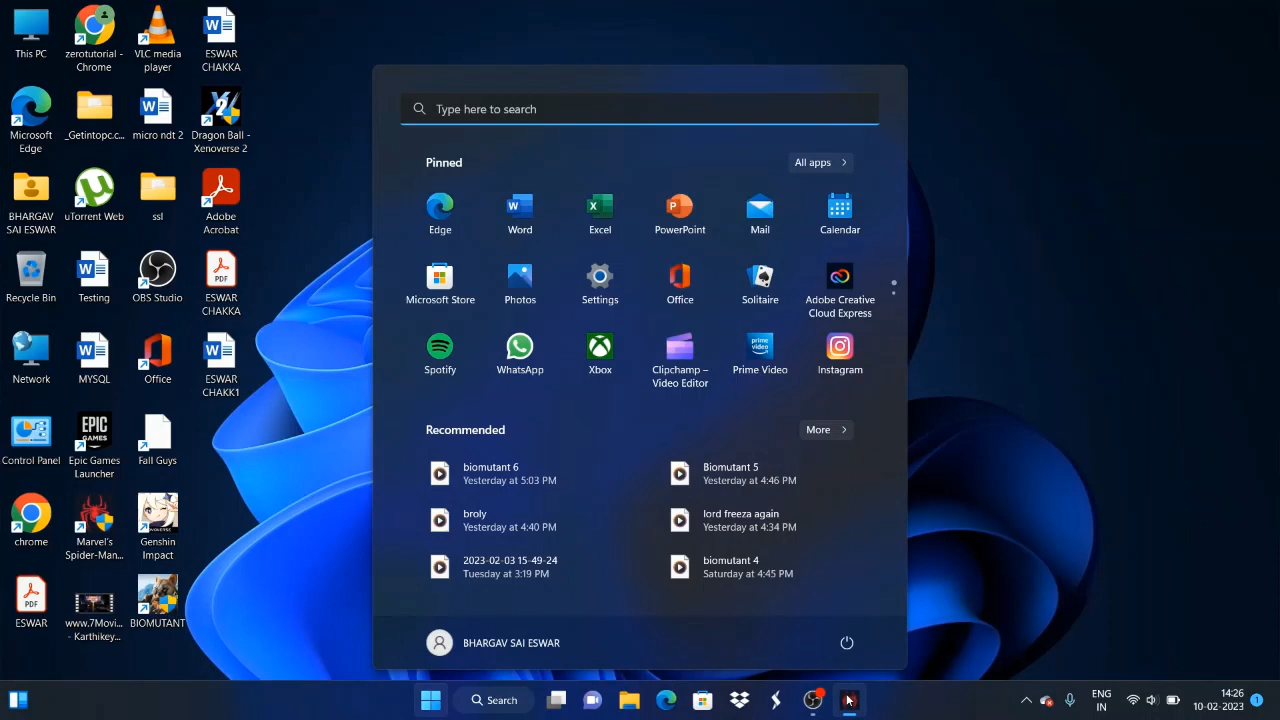 This PC
zerotutorial -
Chrome
VLC media
player
ESWAR
CHAKKA
Microsoft
Edge
_Getintopc.c...
micro ndt 2
Dragon Ball -
Xenoverse 2
BHARGAV
SAI ESWAR
uTorrent Web
ssl
Adobe
Acrobat
Recycle Bin
Testing
OBS Studio
ESWAR
CHAKKA
Network
MYSQL
Office
ESWAR
CHAKK1
Control Panel
Epic Games
Launcher
Fall Guys
chrome
Marvel's
Spider-Man...
Genshin
Impact
ESWAR
www.7Movi...
- Karthikey...
BIOMUTANT
Type here to search
Pinned
All apps
Edge
Word
Excel
PowerPoint
Mail
Calendar
Microsoft Store
Photos
Settings
Office
Solitaire
Adobe Creative
Cloud Express
Spotify
WhatsApp
Xbox
Clipchamp –
Video Editor
prime
video
Prime Video
Instagram
Recommended
More
biomutant 6
Yesterday at 5:03 PM
Biomutant 5
Yesterday at 4:46 PM
broly
Yesterday at 4:40 PM
lord freeza again
Yesterday at 4:34 PM
2023-02-03 15-49-24
Tuesday at 3:19 PM
biomutant 4
Saturday at 4:45 PM
BHARGAV SAI ESWAR
Search
ENG
IN
14:26
10-02-2023
1